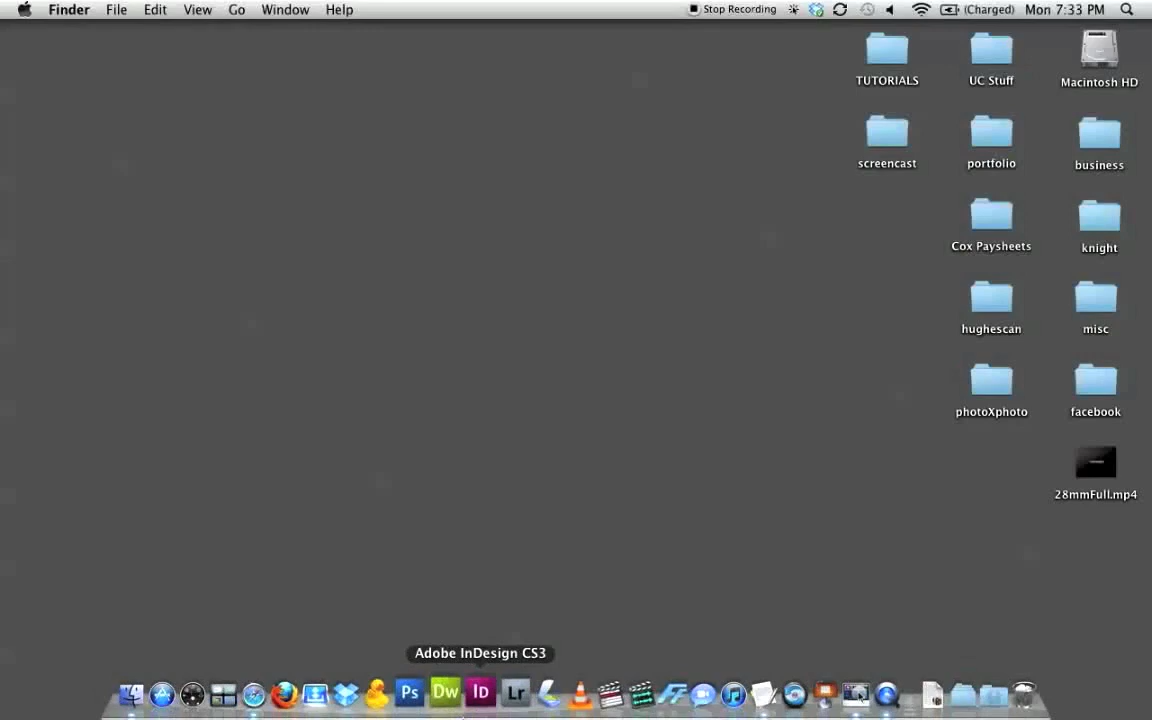 Finder File Edit View Go Window Help Stop Recording (Charged) Mon 7:33 PM
TUTORIALS UC Stuff Macintosh HD
screencast portfolio business
Cox Paysheets knight
hughescan misc
photoXphoto facebook
28mmFull.mp4
Adobe InDesign CS3
Ps Dw Id Lr